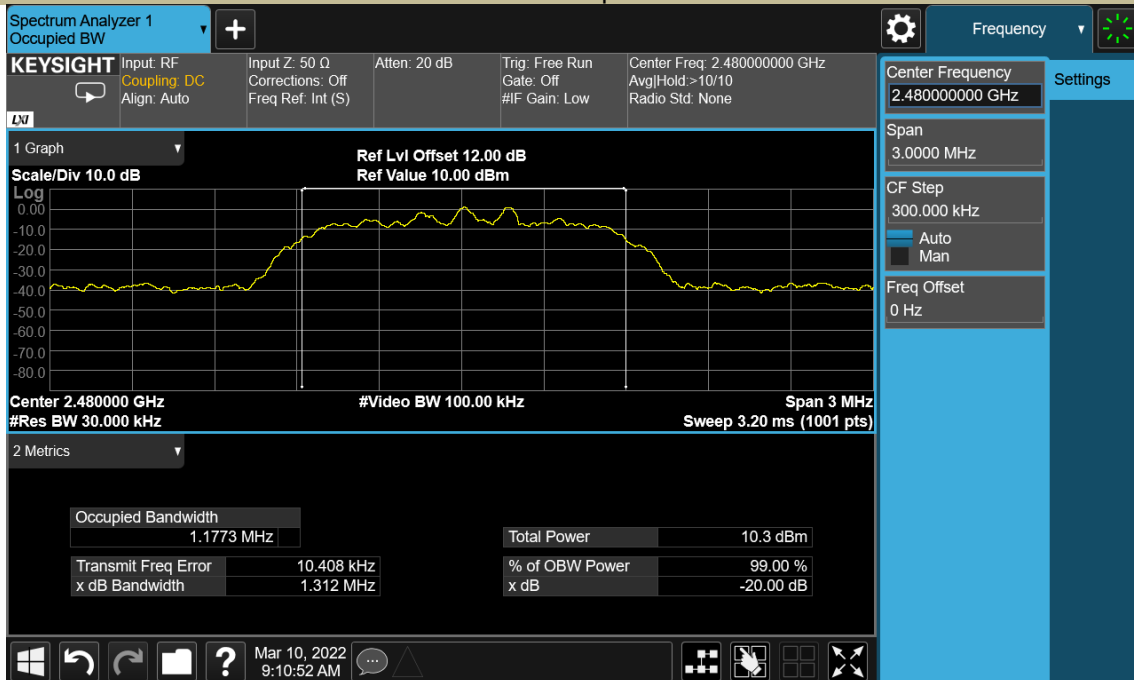 Spectrum Analyzer 1
Occupied BW
+
Frequency
KEYSIGHT
Input: RF
Coupling: DC
Align: Auto
Input Z: 50 Ω
Corrections: Off
Freq Ref: Int (S)
Atten: 20 dB
Trig: Free Run
Gate: Off
#IF Gain: Low
Center Freq: 2.480000000 GHz
Avg|Hold:>10/10
Radio Std: None
LXI
Center Frequency
2.480000000 GHz
Settings
Span
3.0000 MHz
CF Step
300.000 kHz
Auto
Man
Freq Offset
0 Hz
1 Graph
Scale/Div 10.0 dB
Ref Lvl Offset 12.00 dB
Ref Value 10.00 dBm
Log
0.00
-10.0
-20.0
-30.0
-40.0
-50.0
-60.0
-70.0
-80.0
Center 2.480000 GHz
#Video BW 100.00 kHz
Span 3 MHz
#Res BW 30.000 kHz
Sweep 3.20 ms (1001 pts)
2 Metrics
Occupied Bandwidth
1.1773 MHz
Total Power 10.3 dBm
Transmit Freq Error 10.408 kHz
% of OBW Power 99.00 %
x dB Bandwidth 1.312 MHz
x dB -20.00 dB
?
Mar 10, 2022
9:10:52 AM